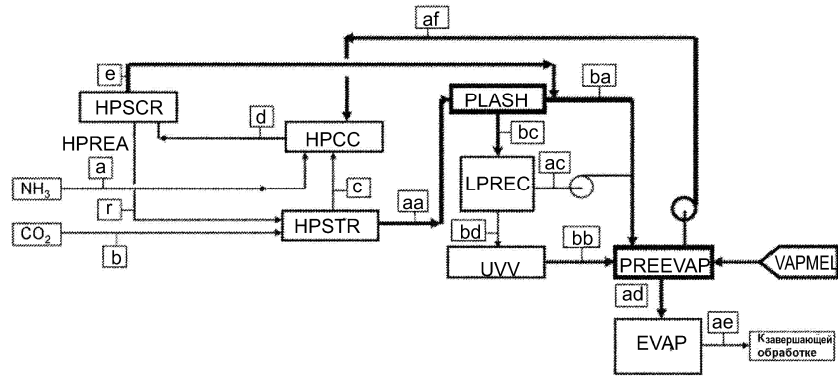 af
e
ba
HPSCR
PLASH
d
bc
HPREA
HPCC
a
LPREC
ac
NH₃
c
aa
r
HPSTR
CO₂
bd
b
bb
UVV
PREEVAP
VAPMEL
ad
EVAP
ae
К завершающей
обработке